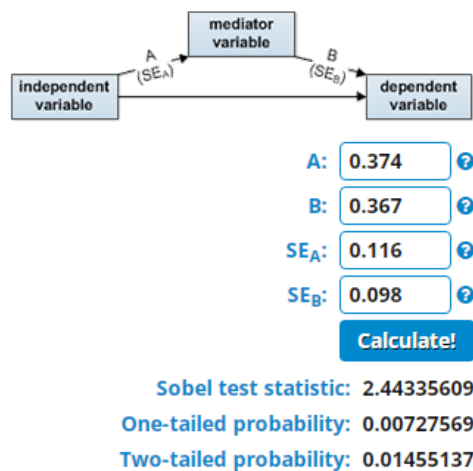 mediator
variable
A
(SEA)
B
(SEB)
independent
variable
dependent
variable
A: 0.374 ?
B: 0.367 ?
SEA: 0.116 ?
SEB: 0.098 ?
Calculate!
Sobel test statistic: 2.44335609
One-tailed probability: 0.00727569
Two-tailed probability: 0.01455137